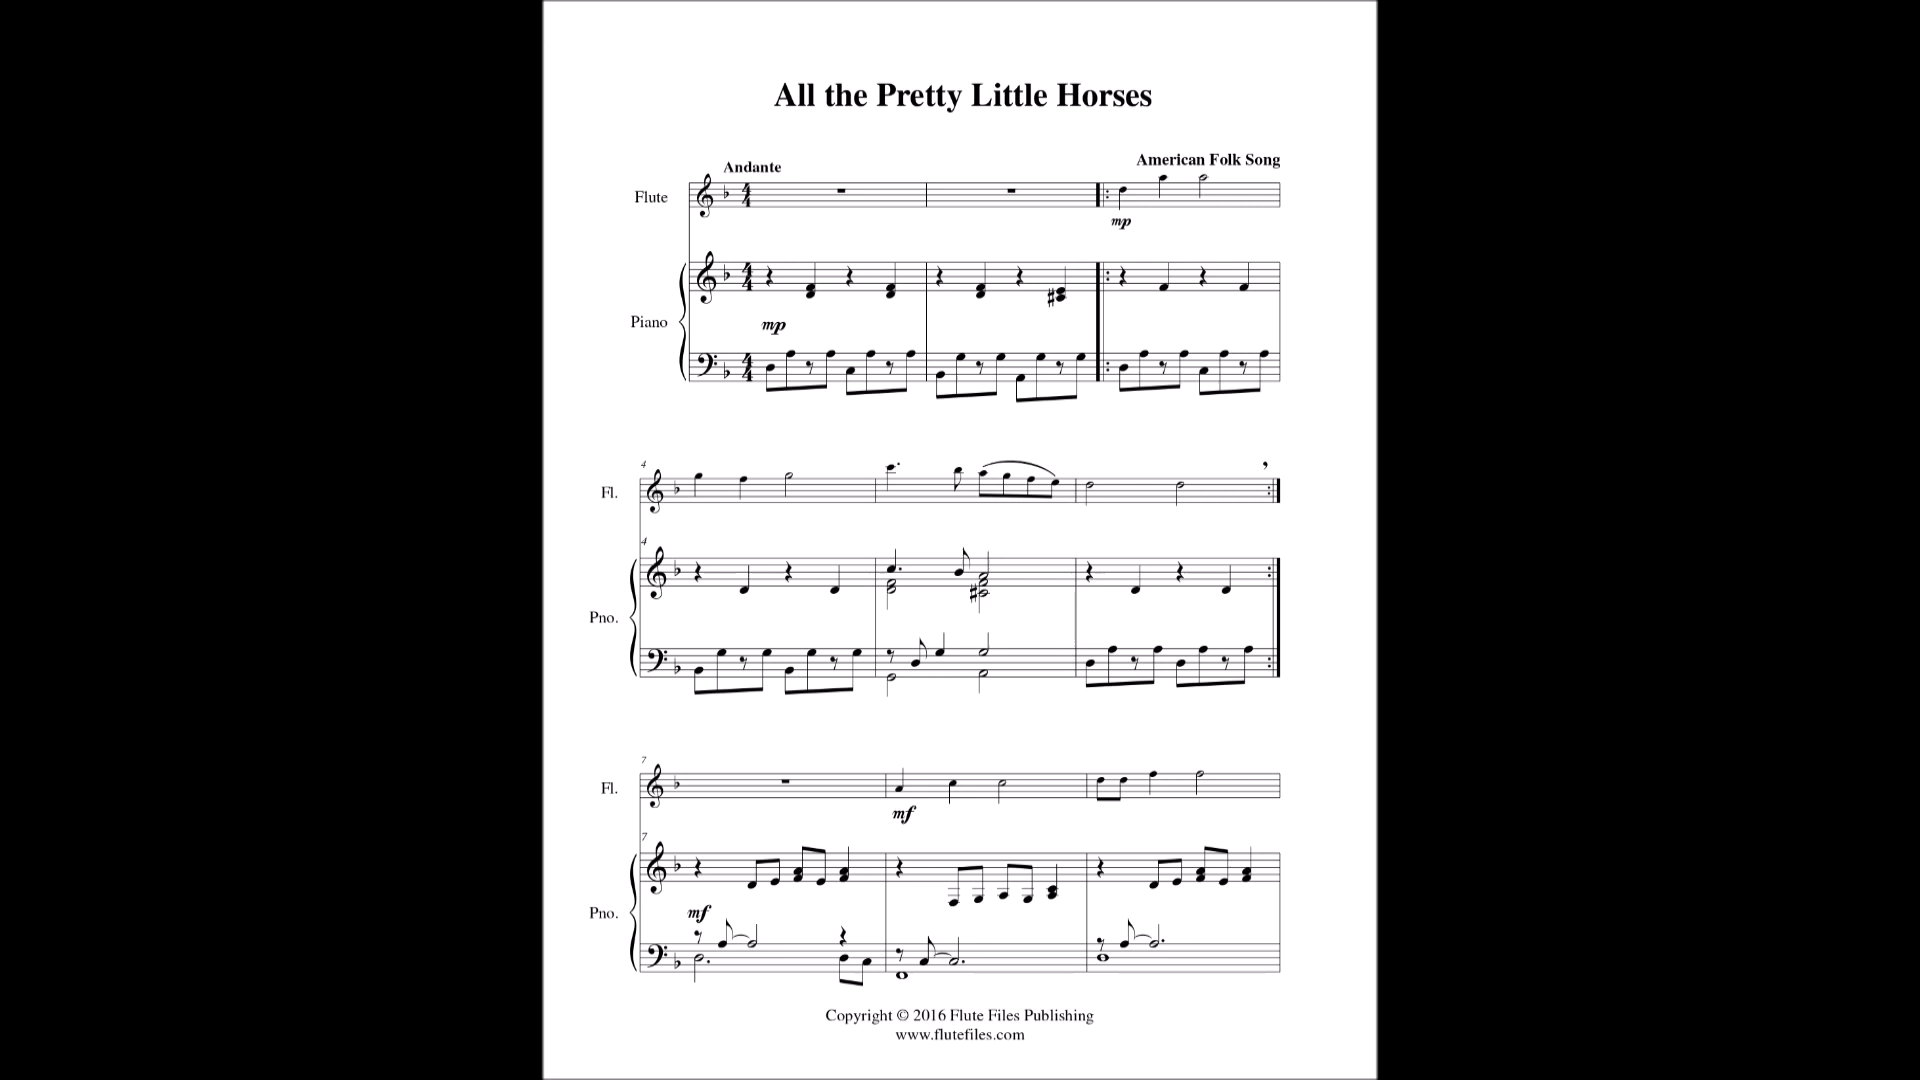 All the Pretty Little Horses
American Folk Song
Andante
Flute
mp
Piano
mp
4
Fl.
4
Pno.
7
Fl.
mf
7
Pno.
mf
Copyright © 2016 Flute Files Publishing
www.flutefiles.com